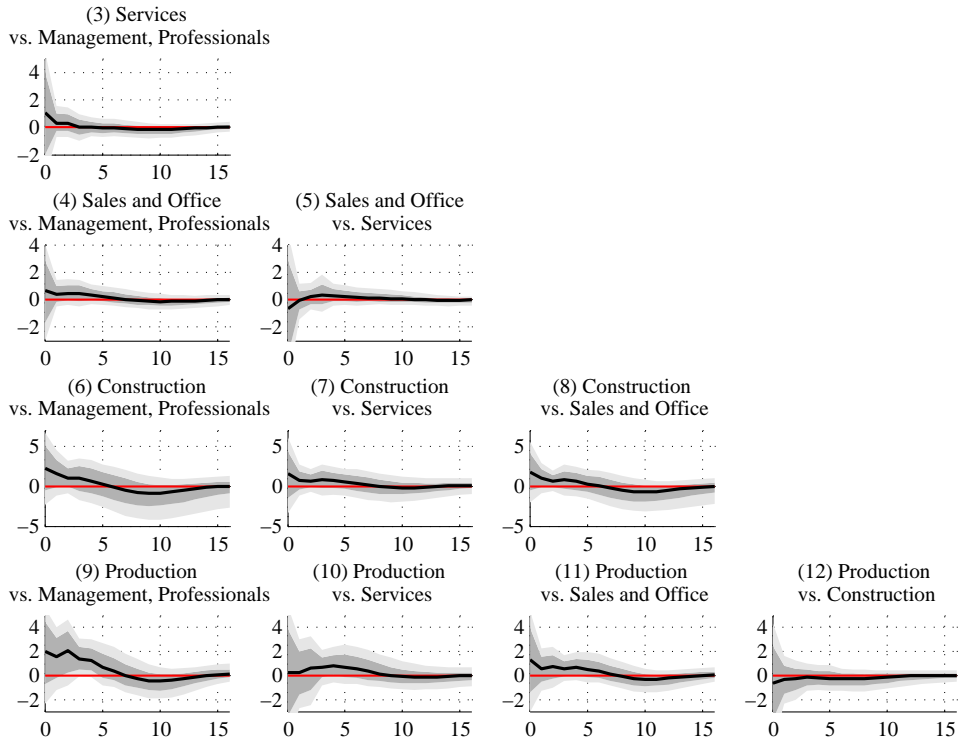 (3) Services
vs. Management, Professionals
4
2
0
−2
0 5 10 15
(4) Sales and Office (5) Sales and Office
vs. Management, Professionals vs. Services
4 4
2 2
0 0
−2 −2
0 5 10 15 0 5 10 15
(6) Construction (7) Construction (8) Construction
vs. Management, Professionals vs. Services vs. Sales and Office
5 5 5
0 0 0
−5 −5 −5
0 5 10 15 0 5 10 15 0 5 10 15
(9) Production (10) Production (11) Production (12) Production
vs. Management, Professionals vs. Services vs. Sales and Office vs. Construction
4 4 4 4
2 2 2 2
0 0 0 0
−2 −2 −2 −2
0 5 10 15 0 5 10 15 0 5 10 15 0 5 10 15